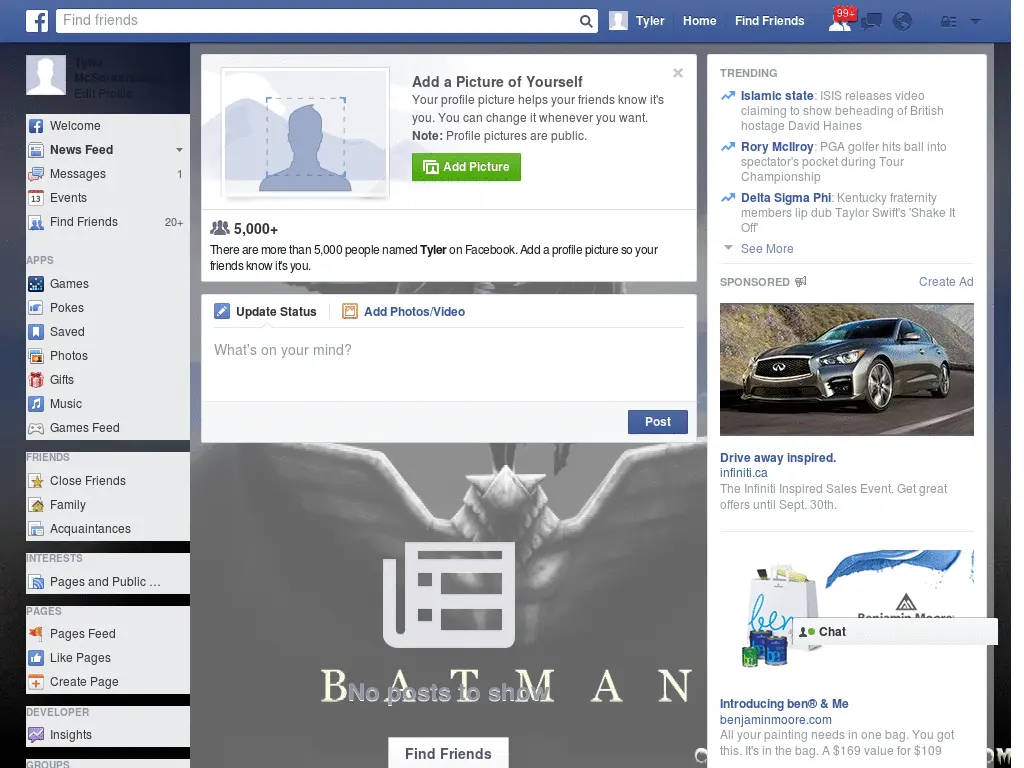 Find friends
Tyler
Home
Find Friends
99+
Tyler
Edit Profile
Welcome
News Feed
Messages
1
Events
13
Find Friends
20+
APPS
Games
Pokes
Saved
Photos
Gifts
Music
Games Feed
FRIENDS
Close Friends
Family
Acquaintances
INTERESTS
Pages and Public ...
PAGES
Pages Feed
Like Pages
Create Page
DEVELOPER
Insights
GROUPS
Add a Picture of Yourself
Your profile picture helps your friends know it's
you. You can change it whenever you want.
Note: Profile pictures are public.
Add Picture
5,000+
There are more than 5,000 people named Tyler on Facebook. Add a profile picture so your
friends know it's you.
Update Status
Add Photos/Video
What's on your mind?
Post
BATMAN
No posts to show
Find Friends
TRENDING
Islamic state: ISIS releases video
claiming to show beheading of British
hostage David Haines
Rory McIlroy: PGA golfer hits ball into
spectator's pocket during Tour
Championship
Delta Sigma Phi: Kentucky fraternity
members lip dub Taylor Swift's 'Shake It
Off'
See More
SPONSORED
Create Ad
Drive away inspired.
infiniti.ca
The Infiniti Inspired Sales Event. Get great
offers until Sept. 30th.
ben
Benjamin Moore
Chat
Introducing ben® & Me
benjaminmoore.com
All your painting needs in one bag. You got
this. It's in the bag. A $169 value for $109